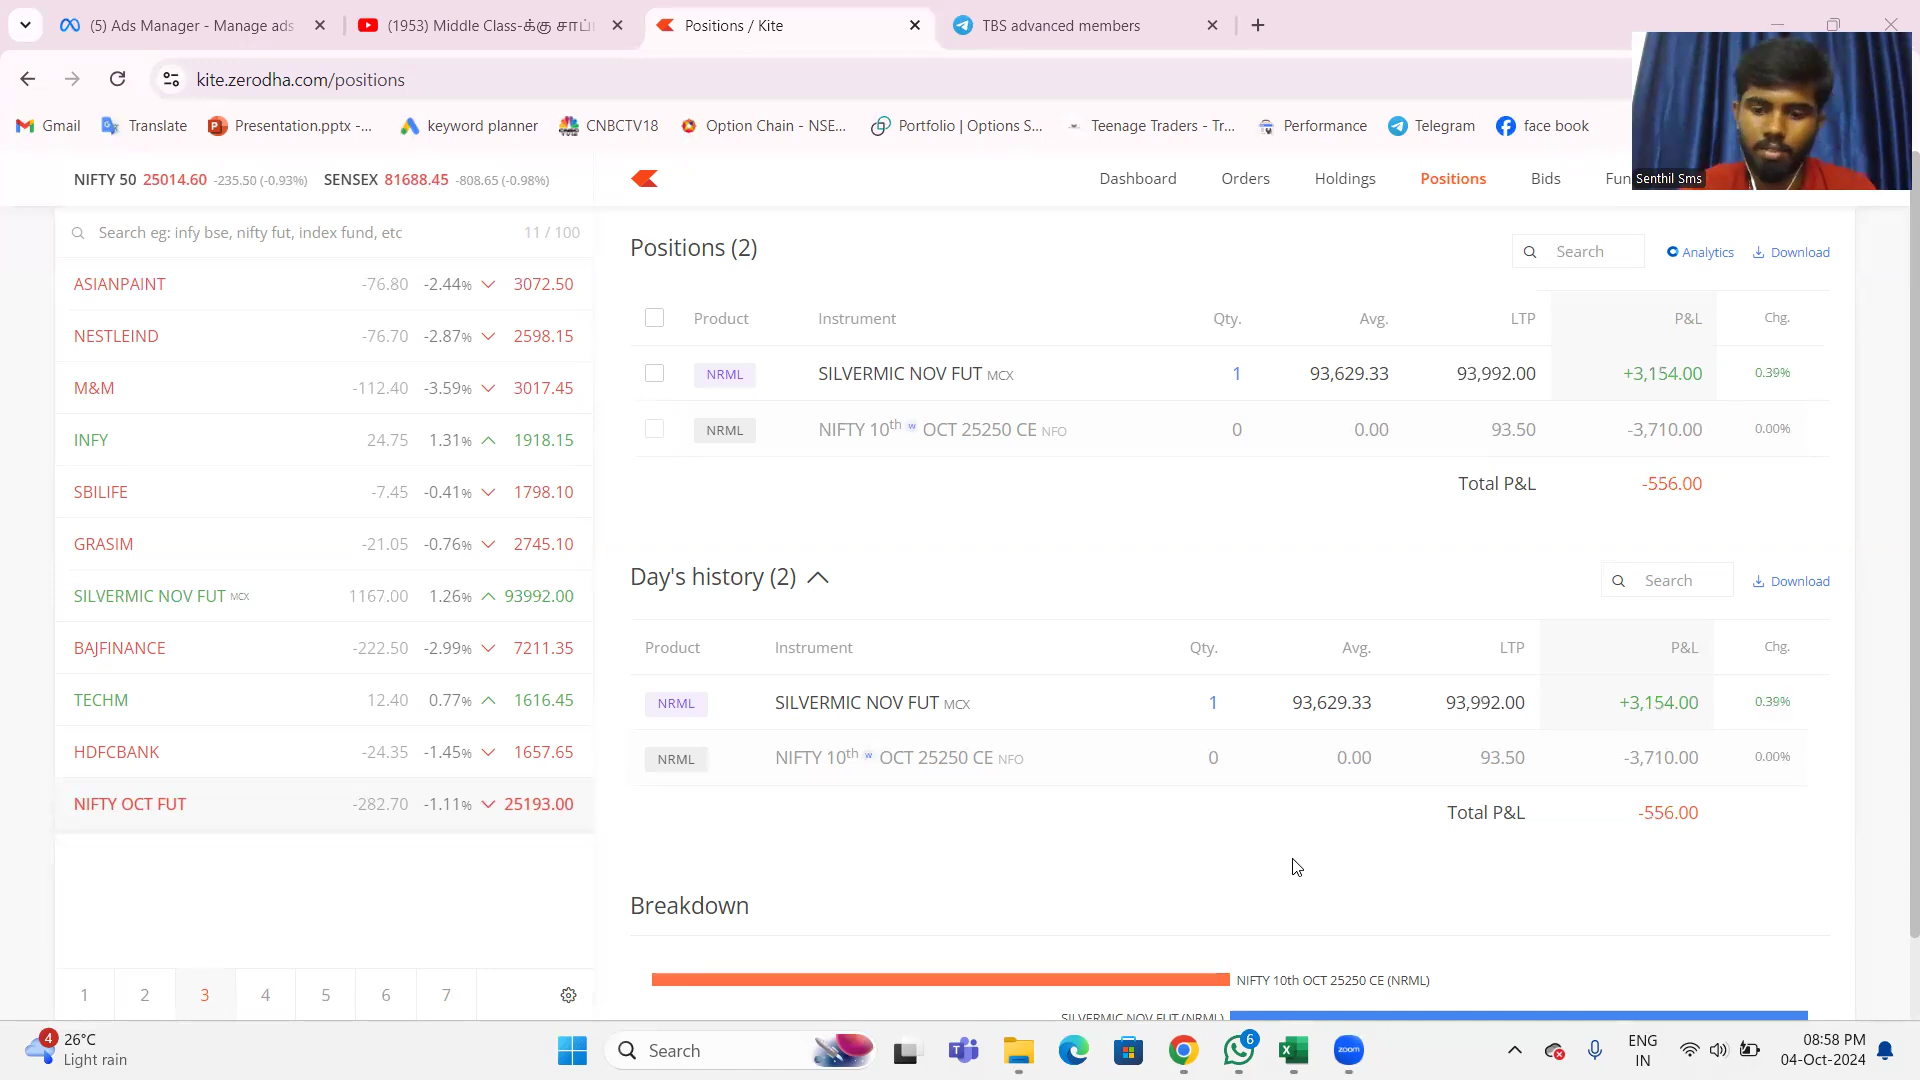 (5) Ads Manager - Manage ads
(1953) Middle Class-க்கு
Positions / Kite
TBS advanced members
kite.zerodha.com/positions
Gmail
Translate
Presentation.pptx -...
keyword planner
CNBCTV18
Option Chain - NSE...
Portfolio | Options S...
Teenage Traders - Tr...
Performance
Telegram
face book
Senthil Sms
NIFTY 50 25014.60 -235.50 (-0.93%) SENSEX 81688.45 -808.65 (-0.98%)
Dashboard Orders Holdings Positions Bids Fun
Search eg: infy bse, nifty fut, index fund, etc 11 / 100
ASIANPAINT -76.80 -2.44% 3072.50
NESTLEIND -76.70 -2.87% 2598.15
M&M -112.40 -3.59% 3017.45
INFY 24.75 1.31% 1918.15
SBILIFE -7.45 -0.41% 1798.10
GRASIM -21.05 -0.76% 2745.10
SILVERMIC NOV FUT MCX 1167.00 1.26% 93992.00
BAJFINANCE -222.50 -2.99% 7211.35
TECHM 12.40 0.77% 1616.45
HDFCBANK -24.35 -1.45% 1657.65
NIFTY OCT FUT -282.70 -1.11% 25193.00
1 2 3 4 5 6 7
Positions (2) Search Analytics Download
Product Instrument Qty. Avg. LTP P&L Chg.
NRML SILVERMIC NOV FUT MCX 1 93,629.33 93,992.00 +3,154.00 0.39%
NRML NIFTY 10th w OCT 25250 CE NFO 0 0.00 93.50 -3,710.00 0.00%
Total P&L -556.00
Day's history (2) Search Download
Product Instrument Qty. Avg. LTP P&L Chg.
NRML SILVERMIC NOV FUT MCX 1 93,629.33 93,992.00 +3,154.00 0.39%
NRML NIFTY 10th w OCT 25250 CE NFO 0 0.00 93.50 -3,710.00 0.00%
Total P&L -556.00
Breakdown
NIFTY 10th OCT 25250 CE (NRML)
SILVERMIC NOV FUT (NRML)
4 26°C
Light rain
Search
6
zoom
ENG
IN
08:58 PM
04-Oct-2024